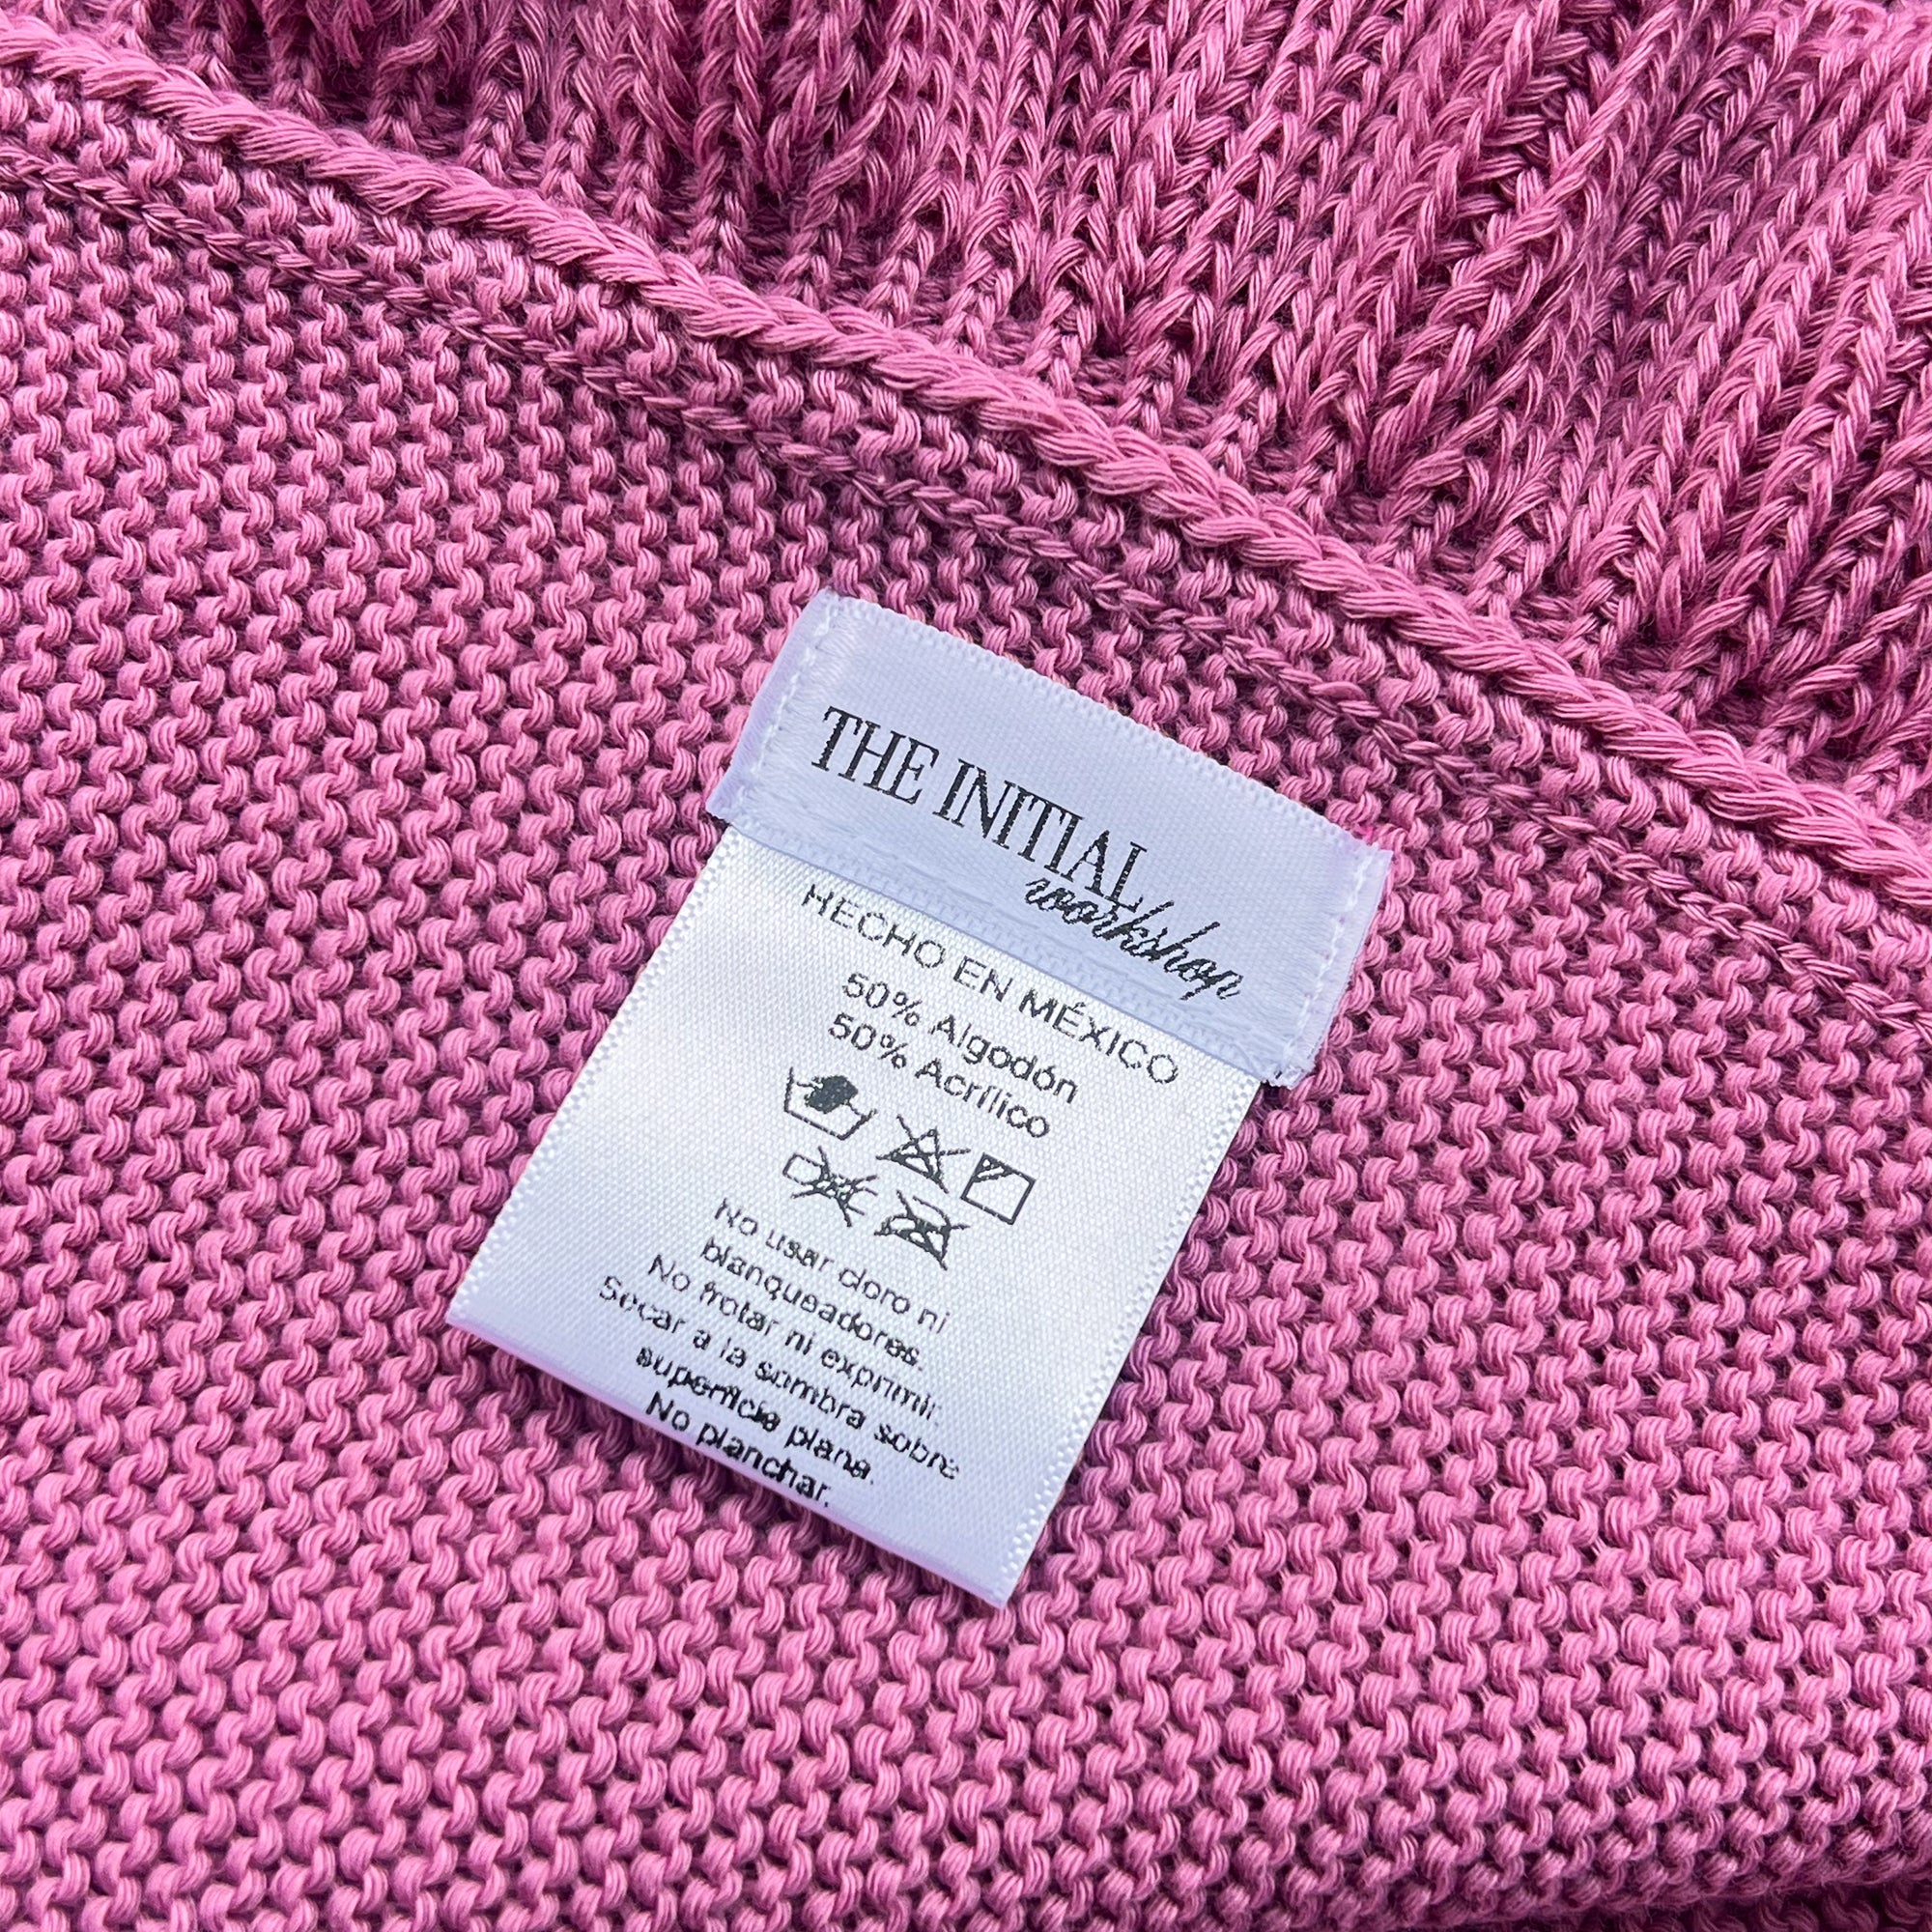 THE INITIAL
workshop
HECHO EN MÉXICO
50% Algodón
50% Acrílico
No usar cloro ni
blanqueadores.
No frotar ni exprimir.
Secar a la sombra sobre
superficie plana.
No planchar.